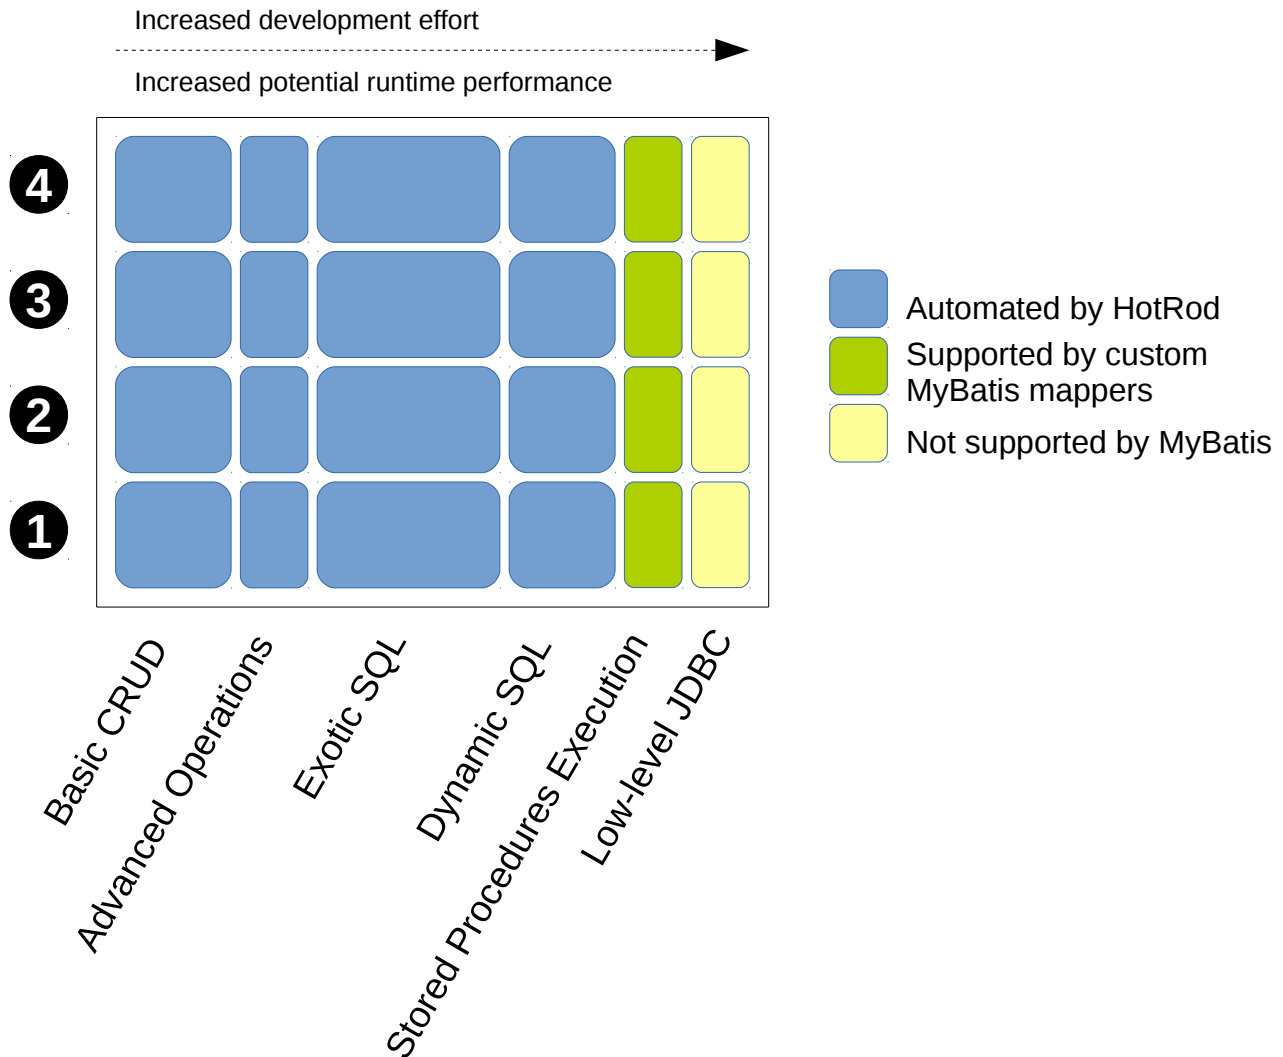 Increased development effort
Increased potential runtime performance
4
3
2
1
Automated by HotRod
Supported by custom
MyBatis mappers
Not supported by MyBatis
Basic CRUD
Advanced Operations
Exotic SQL
Dynamic SQL
Stored Procedures Execution
Low-level JDBC